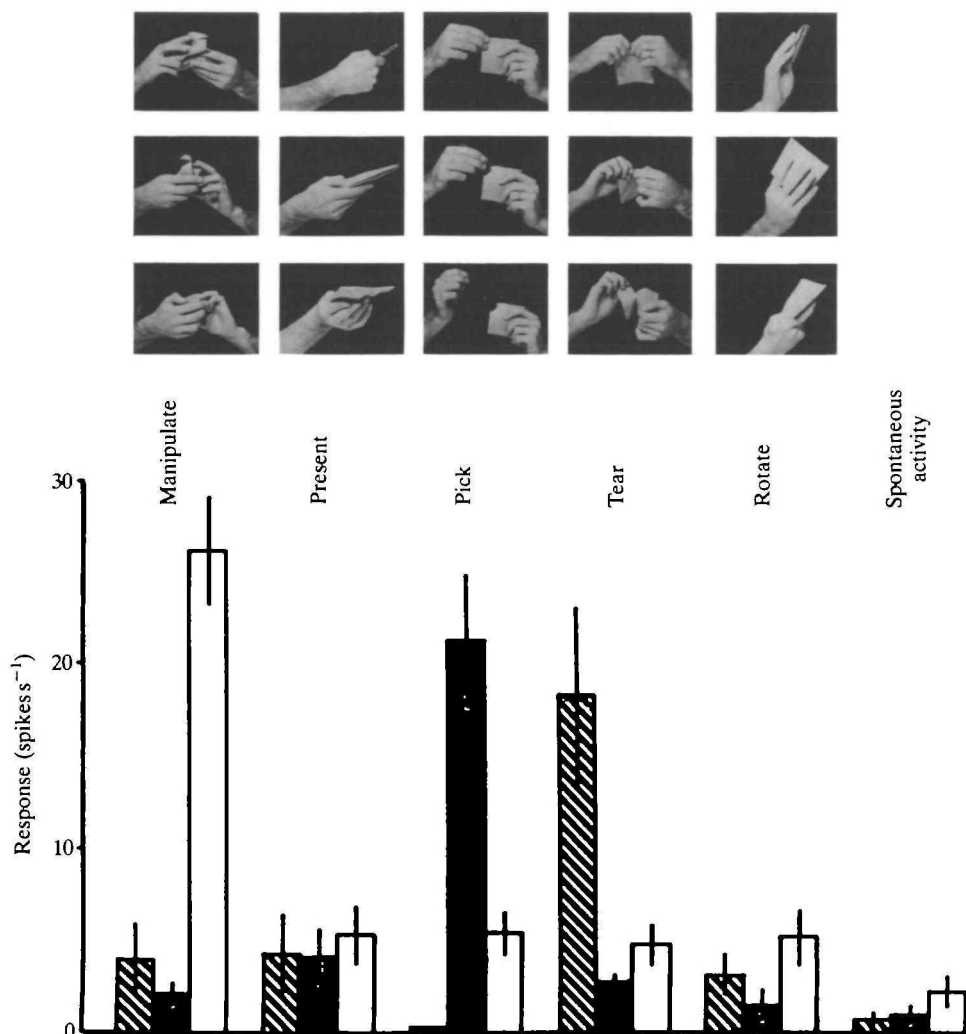 Manipulate
Present
Pick
Tear
Rotate
Spontaneous
activity
30
20
10
0
Response (spikes s⁻¹)